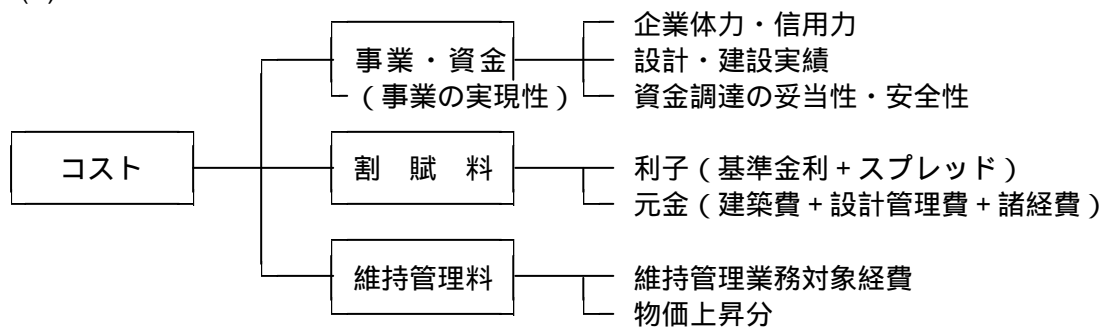 コスト
事業・資金
(事業の実現性)
企業体力・信用力
設計・建設実績
資金調達の妥当性・安全性
割賦料
利子(基準金利+スプレッド)
元金(建築費+設計管理費+諸経費)
維持管理料
維持管理業務対象経費
物価上昇分